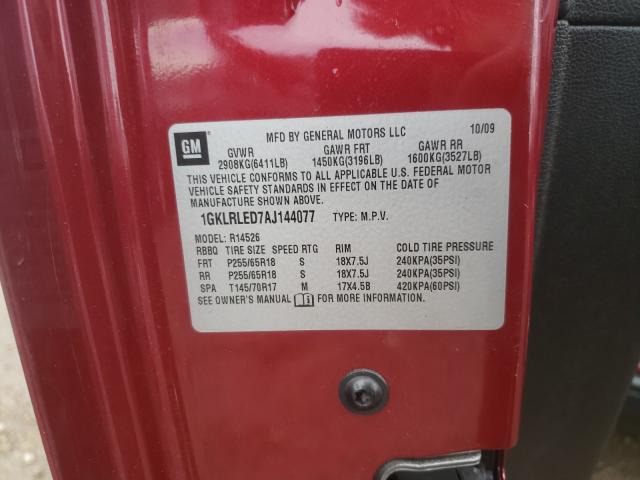 GM
MFD BY GENERAL MOTORS LLC 10/09
GVWR GAWR FRT GAWR RR
2908KG(6411LB) 1450KG(3196LB) 1600KG(3527LB)
THIS VEHICLE CONFORMS TO ALL APPLICABLE U.S. FEDERAL MOTOR
VEHICLE SAFETY STANDARDS IN EFFECT ON THE DATE OF
MANUFACTURE SHOWN ABOVE.
1GKLRLED7AJ144077 TYPE: M.P.V.
MODEL: R14526
RBBQ TIRE SIZE SPEED RTG RIM COLD TIRE PRESSURE
FRT P255/65R18 S 18X7.5J 240KPA(35PSI)
RR P255/65R18 S 18X7.5J 240KPA(35PSI)
SPA T145/70R17 M 17X4.5B 420KPA(60PSI)
SEE OWNER'S MANUAL FOR MORE INFORMATION.